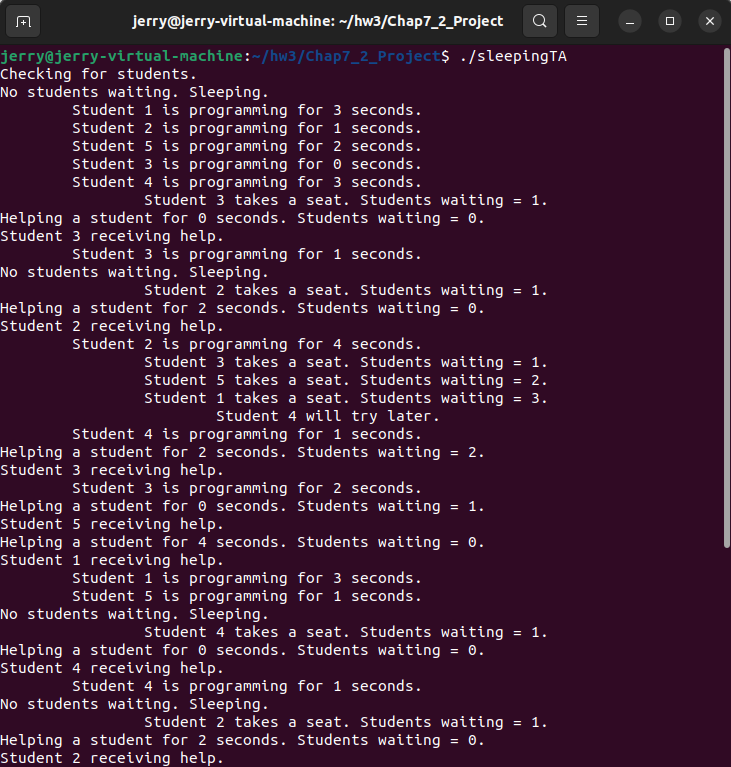 jerry@jerry-virtual-machine: ~/hw3/Chap7_2_Project
jerry@jerry-virtual-machine:~/hw3/Chap7_2_Project$ ./sleepingTA
Checking for students.
No students waiting. Sleeping.
Student 1 is programming for 3 seconds.
Student 2 is programming for 1 seconds.
Student 5 is programming for 2 seconds.
Student 3 is programming for 0 seconds.
Student 4 is programming for 3 seconds.
Student 3 takes a seat. Students waiting = 1.
Helping a student for 0 seconds. Students waiting = 0.
Student 3 receiving help.
Student 3 is programming for 1 seconds.
No students waiting. Sleeping.
Student 2 takes a seat. Students waiting = 1.
Helping a student for 2 seconds. Students waiting = 0.
Student 2 receiving help.
Student 2 is programming for 4 seconds.
Student 3 takes a seat. Students waiting = 1.
Student 5 takes a seat. Students waiting = 2.
Student 1 takes a seat. Students waiting = 3.
Student 4 will try later.
Student 4 is programming for 1 seconds.
Helping a student for 2 seconds. Students waiting = 2.
Student 3 receiving help.
Student 3 is programming for 2 seconds.
Helping a student for 0 seconds. Students waiting = 1.
Student 5 receiving help.
Helping a student for 4 seconds. Students waiting = 0.
Student 1 receiving help.
Student 1 is programming for 3 seconds.
Student 5 is programming for 1 seconds.
No students waiting. Sleeping.
Student 4 takes a seat. Students waiting = 1.
Helping a student for 0 seconds. Students waiting = 0.
Student 4 receiving help.
Student 4 is programming for 1 seconds.
No students waiting. Sleeping.
Student 2 takes a seat. Students waiting = 1.
Helping a student for 2 seconds. Students waiting = 0.
Student 2 receiving help.